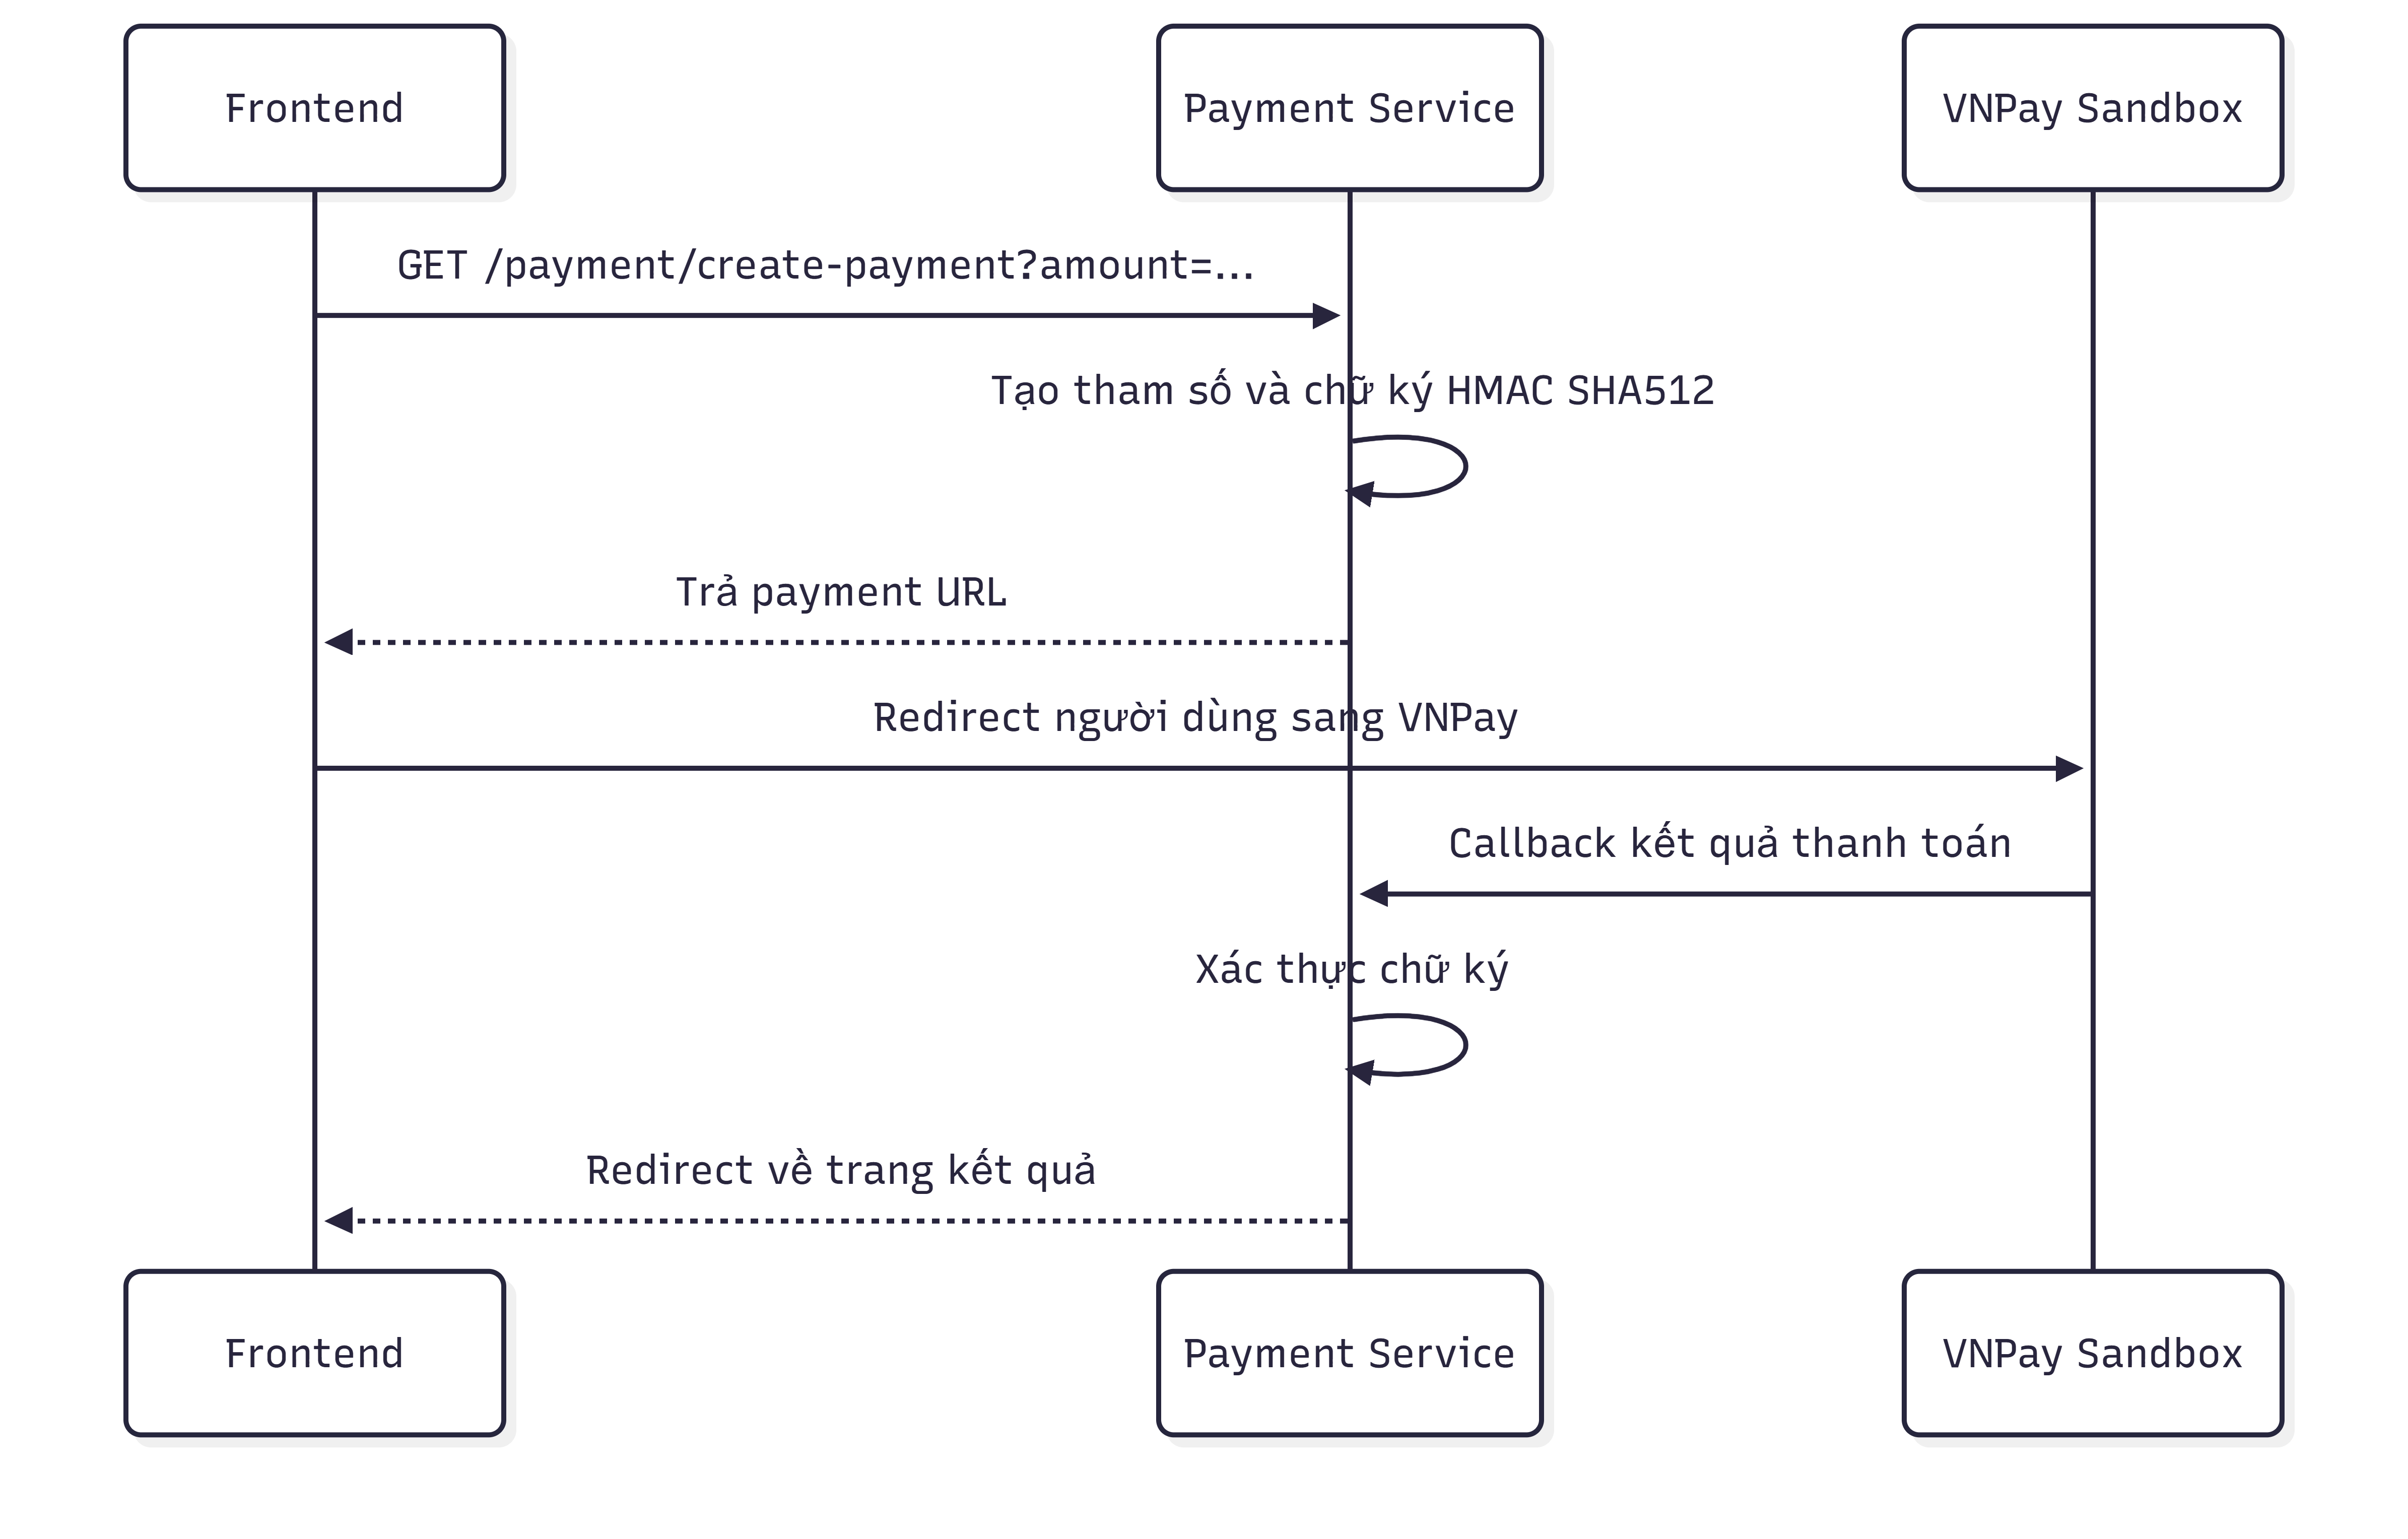 Frontend
Payment Service
VNPay Sandbox
GET /payment/create-payment?amount=...
Tạo tham số và chữ ký HMAC SHA512
Trả payment URL
Redirect người dùng sang VNPay
Callback kết quả thanh toán
Xác thực chữ ký
Redirect về trang kết quả
Frontend
Payment Service
VNPay Sandbox